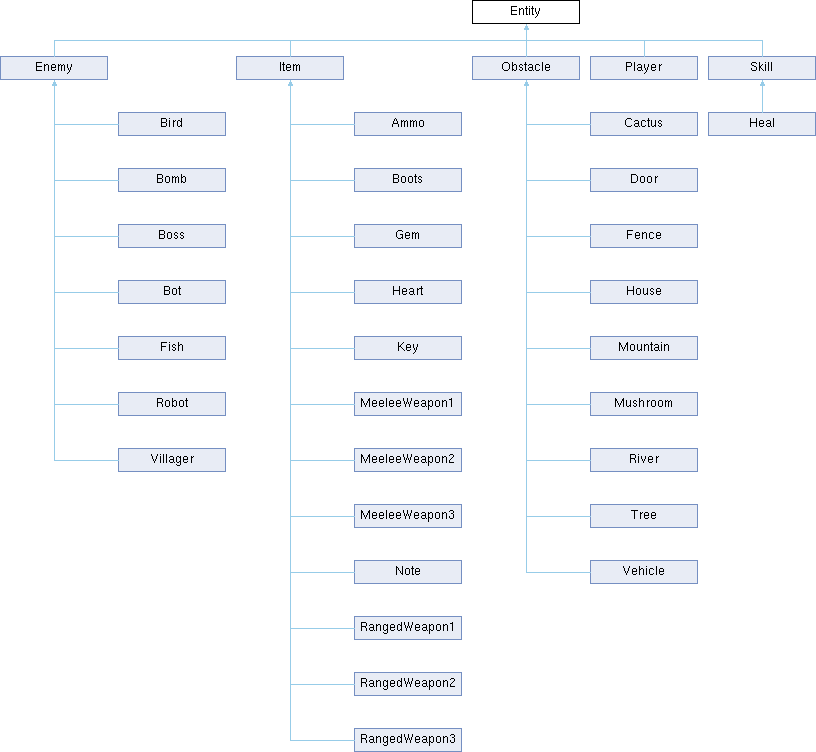 Entity
Enemy
Item
Obstacle
Player
Skill
Bird
Ammo
Cactus
Heal
Bomb
Boots
Door
Boss
Gem
Fence
Bot
Heart
House
Fish
Key
Mountain
Robot
MeeleeWeapon1
Mushroom
Villager
MeeleeWeapon2
River
MeeleeWeapon3
Tree
Note
Vehicle
RangedWeapon1
RangedWeapon2
RangedWeapon3